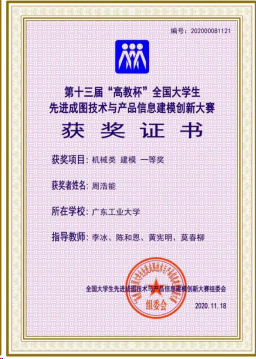 编号：202000081121
第十三届“高教杯”全国大学生
先进成图技术与产品信息建模创新大赛
获奖证书
获奖项目：机械类 建模 一等奖
获奖者姓名：周浩能
所在学校：广东工业大学
指导教师：李冰、陈和恩、黄宪明、莫春柳
全国大学生先进成图技术与产品信息建模创新大赛组委会
组委会
2020.11.18